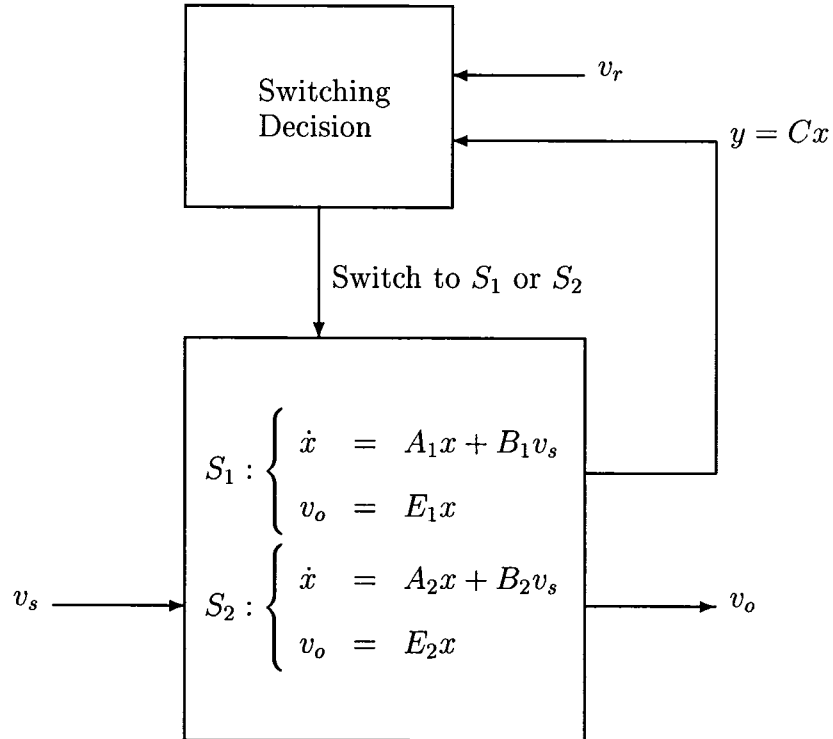 Switching
Decision
v_r
y = Cx
Switch to S_1 or S_2
S_1 : { ẋ = A_1x + B_1v_s
v_o = E_1x
S_2 : { ẋ = A_2x + B_2v_s
v_o = E_2x
v_s
v_o